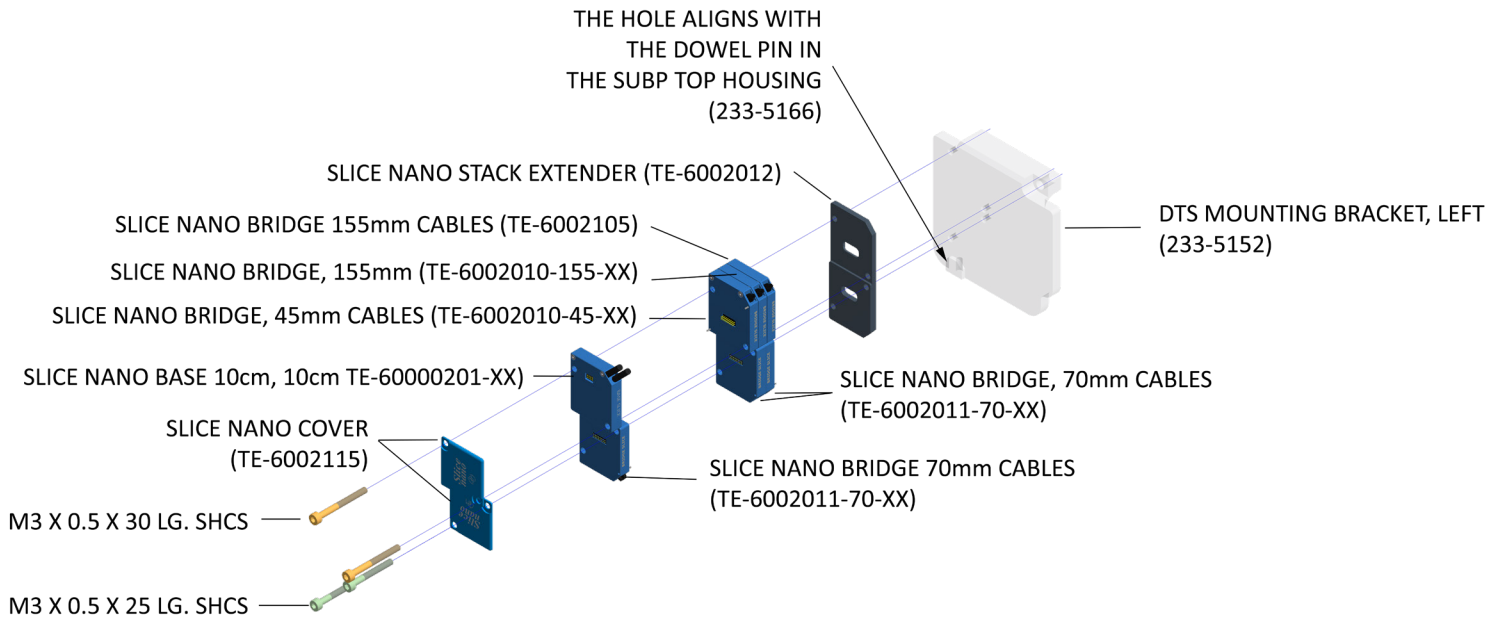 THE HOLE ALIGNS WITH
THE DOWEL PIN IN
THE SUBP TOP HOUSING
(233-5166)
SLICE NANO STACK EXTENDER (TE-6002012)
SLICE NANO BRIDGE 155mm CABLES (TE-6002105)
DTS MOUNTING BRACKET, LEFT
(233-5152)
SLICE NANO BRIDGE, 155mm (TE-6002010-155-XX)
SLICE NANO BRIDGE, 45mm CABLES (TE-6002010-45-XX)
SLICE NANO BASE 10cm, 10cm TE-60000201-XX)
SLICE NANO BRIDGE, 70mm CABLES
(TE-6002011-70-XX)
SLICE NANO COVER
(TE-6002115)
SLICE NANO BRIDGE 70mm CABLES
(TE-6002011-70-XX)
M3 X 0.5 X 30 LG. SHCS
M3 X 0.5 X 25 LG. SHCS